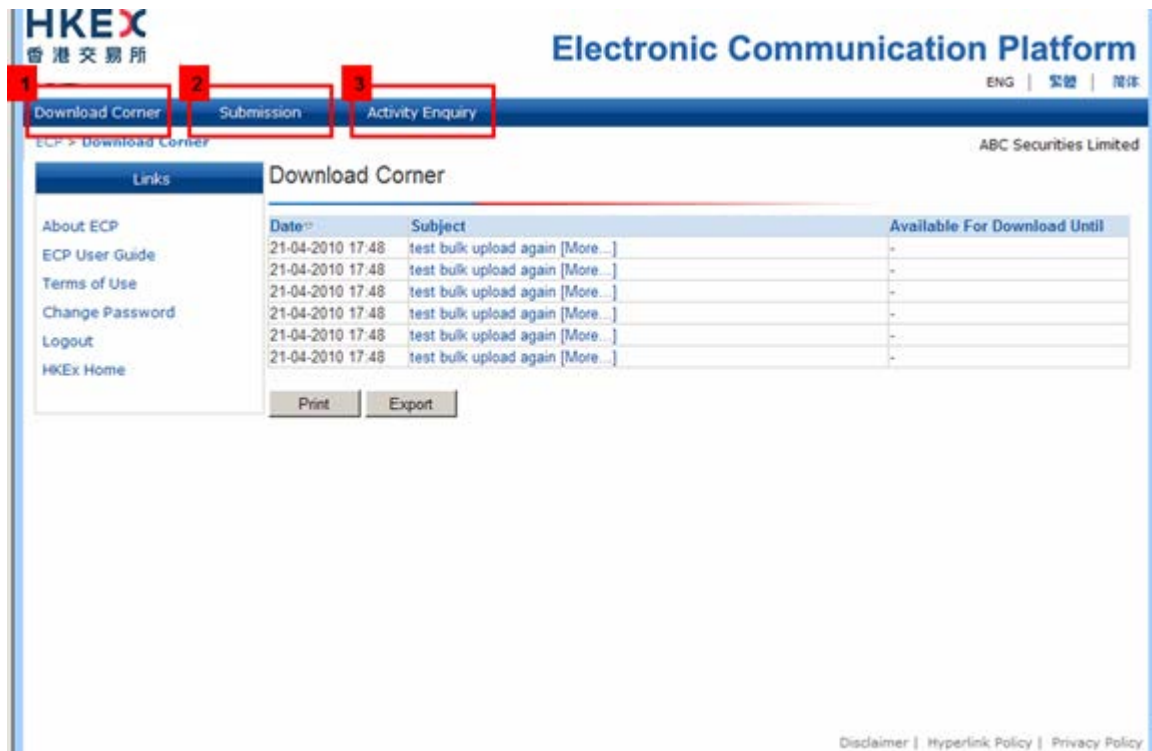 HKEX
香港交易所
Electronic Communication Platform
ENG | 繁體 | 简体
1 2 3
Download Corner Submission Activity Enquiry
ECP > Download Corner
ABC Securities Limited
Links
Download Corner
About ECP
ECP User Guide
Terms of Use
Change Password
Logout
HKEx Home
Date Subject Available For Download Until
21-04-2010 17:48 test bulk upload again [More...] -
21-04-2010 17:48 test bulk upload again [More...] -
21-04-2010 17:48 test bulk upload again [More...] -
21-04-2010 17:48 test bulk upload again [More...] -
21-04-2010 17:48 test bulk upload again [More...] -
21-04-2010 17:48 test bulk upload again [More...] -
Print Export
Disclaimer | Hyperlink Policy | Privacy Policy